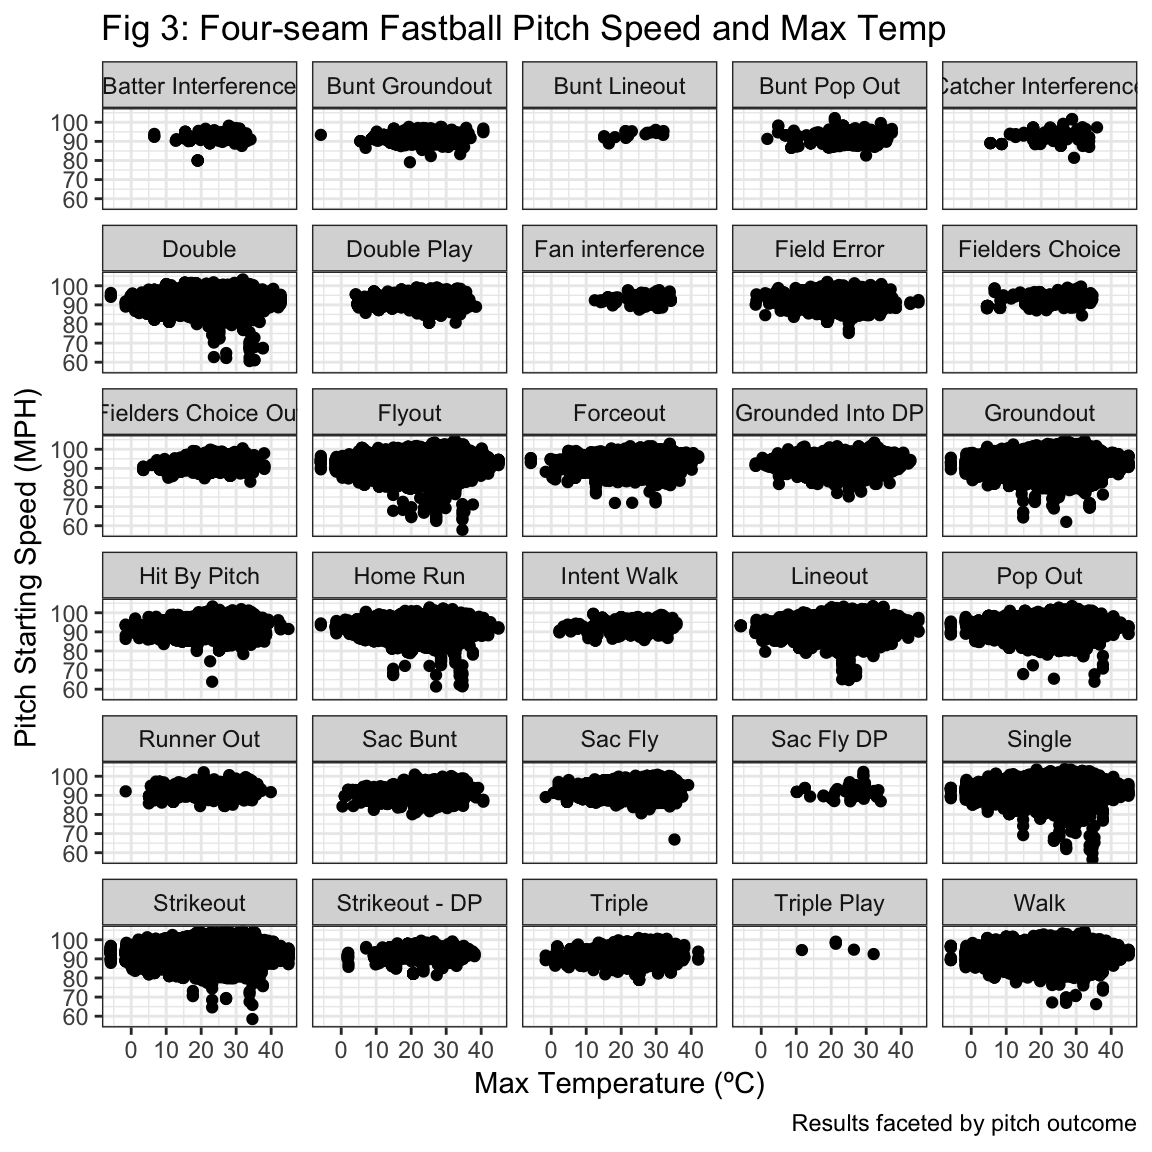 Fig 3: Four-seam Fastball Pitch Speed and Max Temp
Batter Interference Bunt Groundout Bunt Lineout Bunt Pop Out Catcher Interference
100
90
80
70
60
Double Double Play Fan interference Field Error Fielders Choice
100
90
80
70
60
Fielders Choice Ou Flyout Forceout Grounded Into DP Groundout
100
90
80
70
60
Hit By Pitch Home Run Intent Walk Lineout Pop Out
100
90
80
70
60
Runner Out Sac Bunt Sac Fly Sac Fly DP Single
100
90
80
70
60
Strikeout Strikeout - DP Triple Triple Play Walk
100
90
80
70
60
0 10 20 30 40 0 10 20 30 40 0 10 20 30 40 0 10 20 30 40 0 10 20 30 40
Pitch Starting Speed (MPH)
Max Temperature (ºC)
Results faceted by pitch outcome